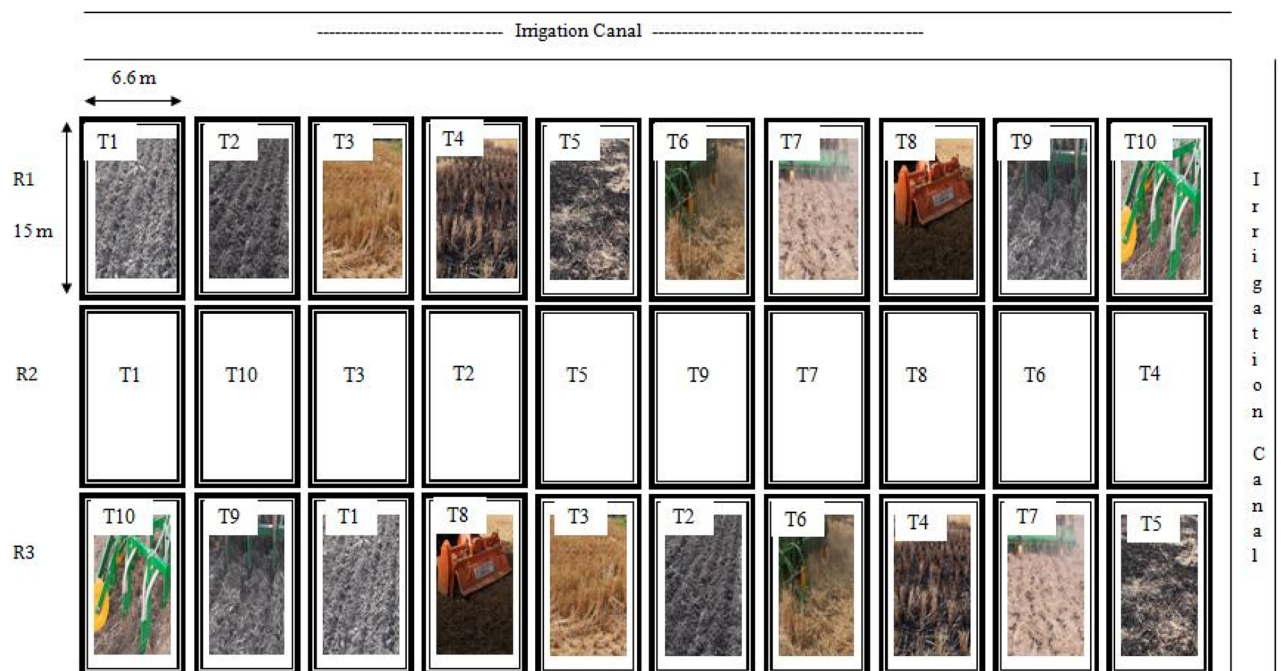 ---------------------------- Irrigation Canal ----------------------------------------
6.6 m
T1 T2 T3 T4 T5 T6 T7 T8 T9 T10
R1
15 m
R2 T1 T10 T3 T2 T5 T9 T7 T8 T6 T4
R3 T10 T9 T1 T8 T3 T2 T6 T4 T7 T5
Irrigation Canal